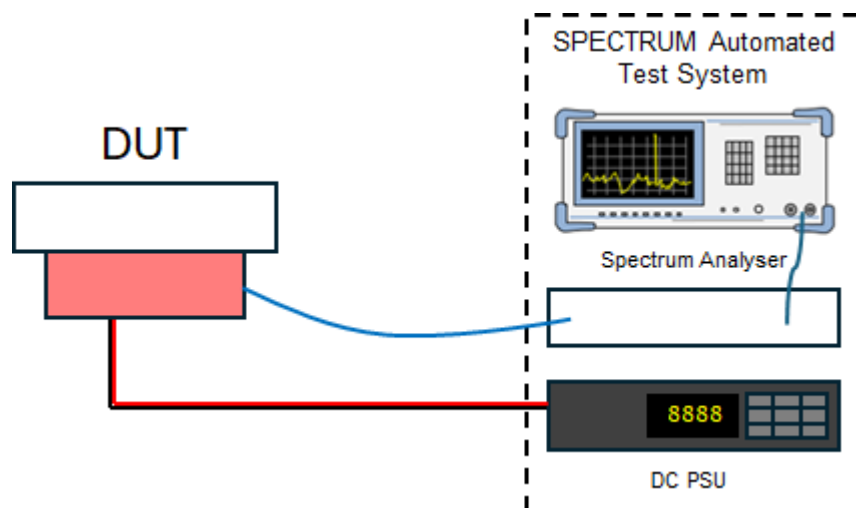 SPECTRUM Automated
Test System
DUT
Spectrum Analyser
8888
DC PSU